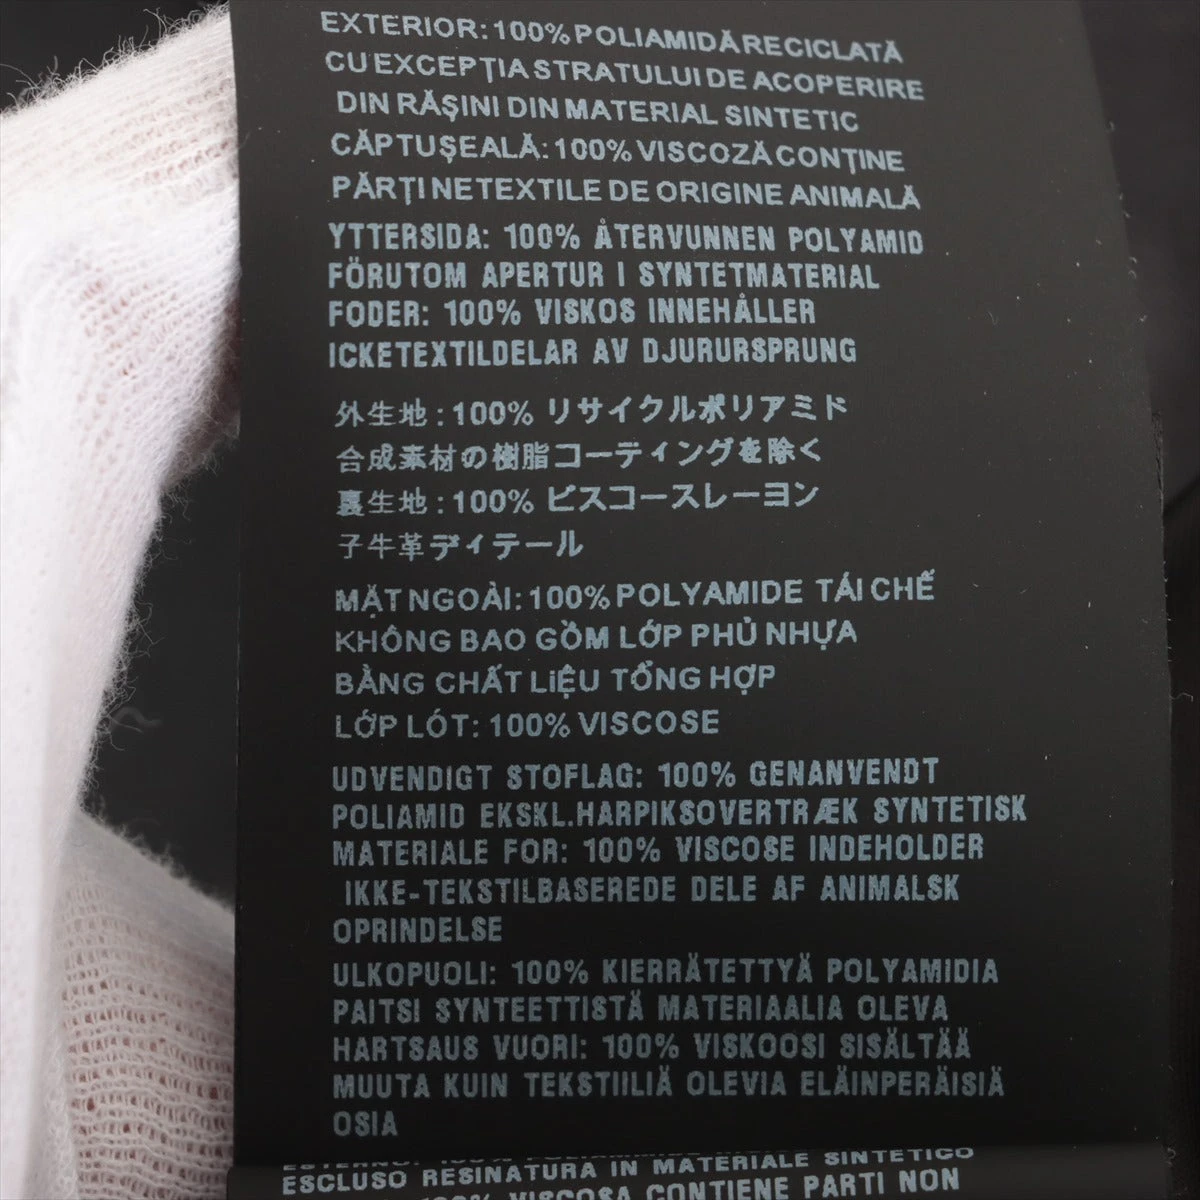 EXTERIOR: 100% POLIAMIDĂ RECICLATĂ
CU EXCEPȚIA STRATULUI DE ACOPERIRE
DIN RĂȘINI DIN MATERIAL SINTETIC
CĂPTUȘEALĂ: 100% VISCOZĂ CONȚINE
PĂRȚI NETEXTILE DE ORIGINE ANIMALĂ
YTTERSIDA: 100% ÅTERVUNNEN POLYAMID
FÖRUTOM APERTUR I SYNTETMATERIAL
FODER: 100% VISKOS INNEHÅLLER
ICKETEXTILDELAR AV DJURURSPRUNG
外生地: 100% リサイクルポリアミド
合成素材の樹脂コーティングを除く
裏生地: 100% ビスコースレーヨン
子牛革ディテール
MẶT NGOÀI: 100% POLYAMIDE TÁI CHẾ
KHÔNG BAO GỒM LỚP PHỦ NHỰA
BẰNG CHẤT LIỆU TỔNG HỢP
LỚP LÓT: 100% VISCOSE
UDVENDIGT STOFLAG: 100% GENANVENDT
POLIAMID EKSKL.HARPIKSOVERTRÆK SYNTETISK
MATERIALE FOR: 100% VISCOSE INDEHOLDER
IKKE-TEKSTILBASEREDE DELE AF ANIMALSK
OPRINDELSE
ULKOPUOLI: 100% KIERRÄTETTYÄ POLYAMIDIA
PAITSI SYNTEETTISTÄ MATERIAALIA OLEVA
HARTSAUS VUORI: 100% VISKOOSI SISÄLTÄÄ
MUUTA KUIN TEKSTIILIÄ OLEVIA ELÄINPERÄISIÄ
OSIA
ESCLUSO RESINATURA IN MATERIALE SINTETICO
100% VISCOSA CONTIENE PARTI NON